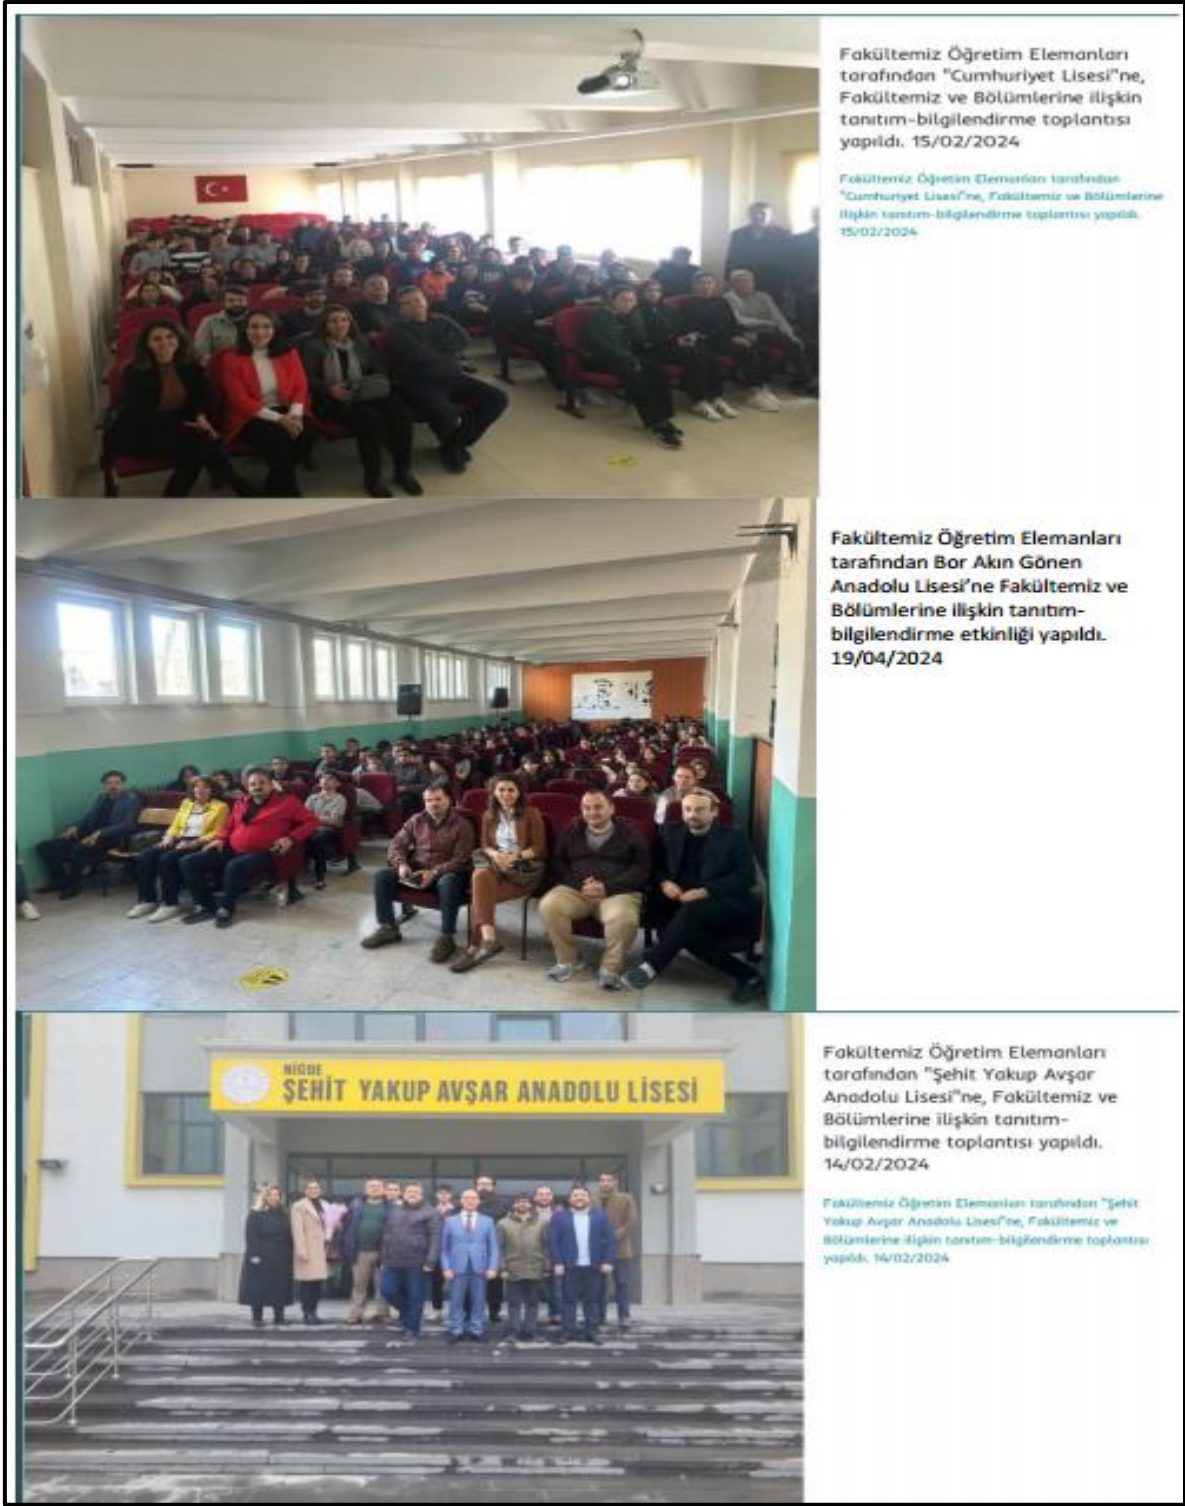 Fakültemiz Öğretim Elemanları
tarafından "Cumhuriyet Lisesi"ne,
Fakültemiz ve Bölümlerine ilişkin
tanıtım-bilgilendirme toplantısı
yapıldı. 15/02/2024
Fakültemiz Öğretim Elemanları tarafından
"Cumhuriyet Lisesi"ne, Fakültemiz ve Bölümlerine
ilişkin tanıtım-bilgilendirme toplantısı yapıldı.
15/02/2024
Fakültemiz Öğretim Elemanları
tarafından Bor Akın Gönen
Anadolu Lisesi'ne Fakültemiz ve
Bölümlerine ilişkin tanıtım-
bilgilendirme etkinliği yapıldı.
19/04/2024
NİĞDE
ŞEHİT YAKUP AVŞAR ANADOLU LİSESİ
Fakültemiz Öğretim Elemanları
tarafından "Şehit Yakup Avşar
Anadolu Lisesi"ne, Fakültemiz ve
Bölümlerine ilişkin tanıtım-
bilgilendirme toplantısı yapıldı.
14/02/2024
Fakültemiz Öğretim Elemanları tarafından "Şehit
Yakup Avşar Anadolu Lisesi"ne, Fakültemiz ve
Bölümlerine ilişkin tanıtım-bilgilendirme toplantısı
yapıldı. 14/02/2024